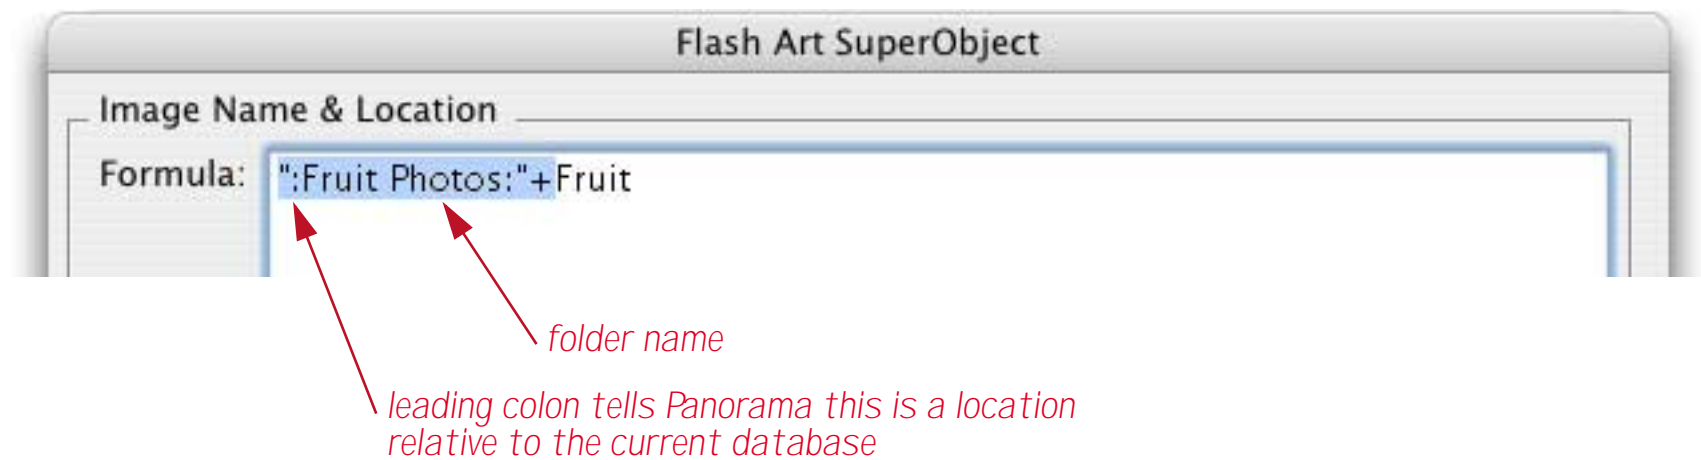 Flash Art SuperObject
Image Name & Location
Formula: ":Fruit Photos:"+Fruit
folder name
leading colon tells Panorama this is a location
relative to the current database